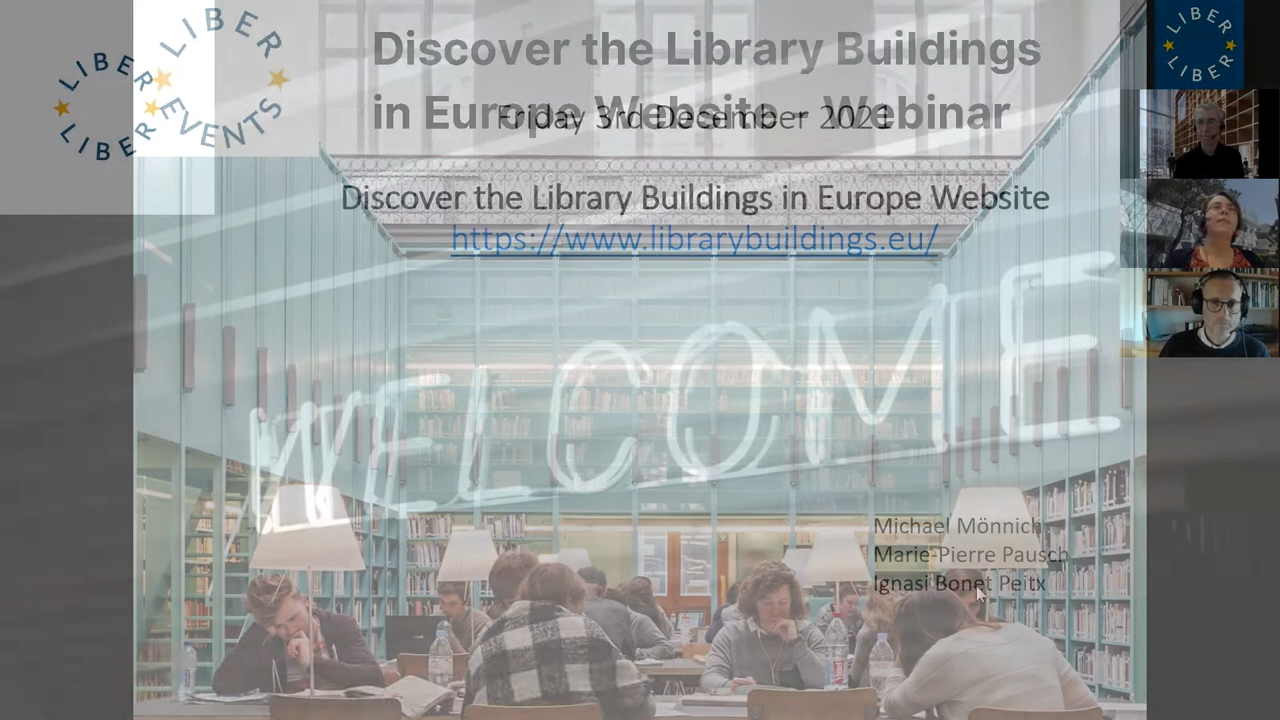 LIBER
LIBER
LIBER
EVENTS
Discover the Library Buildings
in Europe Website - Webinar
Friday 3rd December 2021
Discover the Library Buildings in Europe Website
https://www.librarybuildings.eu/
WELCOME
Michael Mönnich
Marie-Pierre Pausch
Ignasi Bonet Peitx
LIBER
LIBER